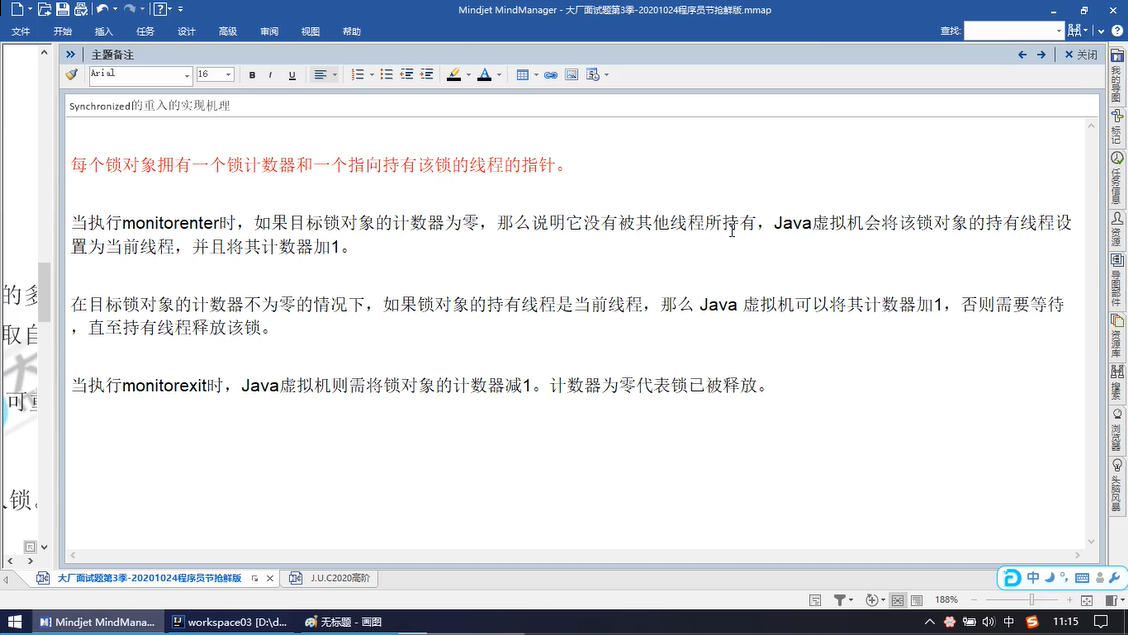 Mindjet MindManager - 大厂面试题第3季-20201024程序员节抢鲜版.mmap
文件 开始 插入 任务 设计 高级 审阅 视图 帮助 查找:
主题备注 关闭
Arial 16 B I U
Synchronized的重入的实现机理
每个锁对象拥有一个锁计数器和一个指向持有该锁的线程的指针。
当执行monitorenter时，如果目标锁对象的计数器为零，那么说明它没有被其他线程所持有，Java虚拟机会将该锁对象的持有线程设
置为当前线程，并且将其计数器加1。
在目标锁对象的计数器不为零的情况下，如果锁对象的持有线程是当前线程，那么 Java 虚拟机可以将其计数器加1，否则需要等待
，直至持有线程释放该锁。
当执行monitorexit时，Java虚拟机则需将锁对象的计数器减1。计数器为零代表锁已被释放。
的多
取自
可重
锁。
我的导图
标记
任务信息
资源
导图部件
资源库
搜索
浏览器
头脑风暴
大厂面试题第3季-20201024程序员节抢鲜版 J.U.C2020高阶
中
188%
Mindjet MindMana... workspace03 [D:\d... 无标题 - 画图 中 11:15